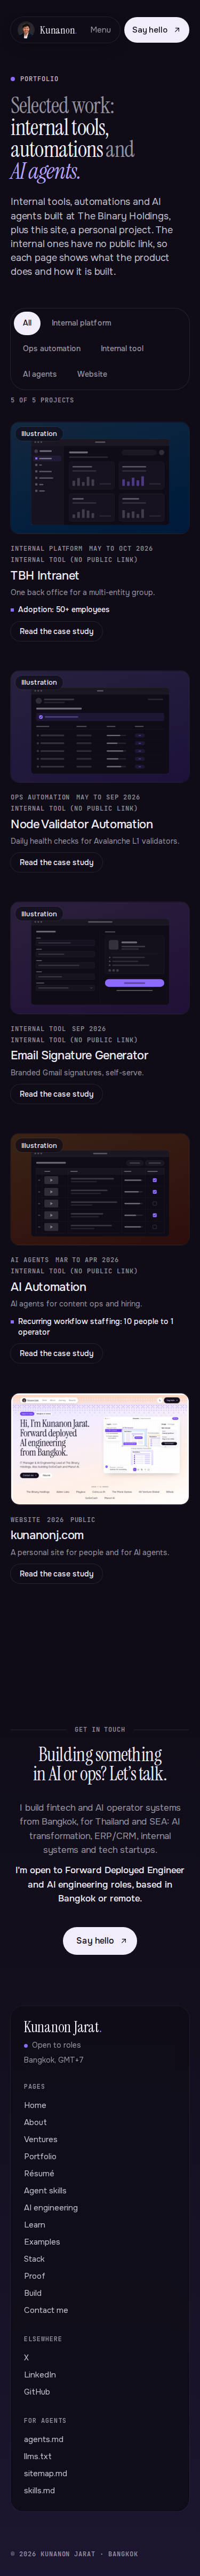 Kunanon.
Menu
Say hello
PORTFOLIO
Selected work:
internal tools,
automations and
AI agents.
Internal tools, automations and AI
agents built at The Binary Holdings,
plus this site, a personal project. The
internal ones have no public link, so
each page shows what the product
does and how it is built.
All
Internal platform
Ops automation
Internal tool
AI agents
Website
5 OF 5 PROJECTS
Illustration
INTERNAL PLATFORM MAY TO OCT 2026
INTERNAL TOOL (NO PUBLIC LINK)
TBH Intranet
One back office for a multi-entity group.
Adoption: 50+ employees
Read the case study
Illustration
OPS AUTOMATION MAY TO SEP 2026
INTERNAL TOOL (NO PUBLIC LINK)
Node Validator Automation
Daily health checks for Avalanche L1 validators.
Read the case study
Illustration
INTERNAL TOOL SEP 2026
INTERNAL TOOL (NO PUBLIC LINK)
Email Signature Generator
Branded Gmail signatures, self-serve.
Read the case study
Illustration
AI AGENTS MAR TO APR 2026
INTERNAL TOOL (NO PUBLIC LINK)
AI Automation
AI agents for content ops and hiring.
Recurring workflow staffing: 10 people to 1
operator
Read the case study
Hi, I'm Kunanon Jarat.
Forward deployed
AI engineering
from Bangkok.
WEBSITE 2026 PUBLIC
kunanonj.com
A personal site for people and for AI agents.
Read the case study
GET IN TOUCH
Building something
in AI or ops? Let's talk.
I build fintech and AI operator systems
from Bangkok, for Thailand and SEA: AI
transformation, ERP/CRM, internal
systems and tech startups.
I'm open to Forward Deployed Engineer
and AI engineering roles, based in
Bangkok or remote.
Say hello
Kunanon Jarat.
Open to roles
Bangkok, GMT+7
PAGES
Home
About
Ventures
Portfolio
Résumé
Agent skills
AI engineering
Learn
Examples
Stack
Proof
Build
Contact me
ELSEWHERE
X
LinkedIn
GitHub
FOR AGENTS
agents.md
llms.txt
sitemap.md
skills.md
© 2026 KUNANON JARAT · BANGKOK